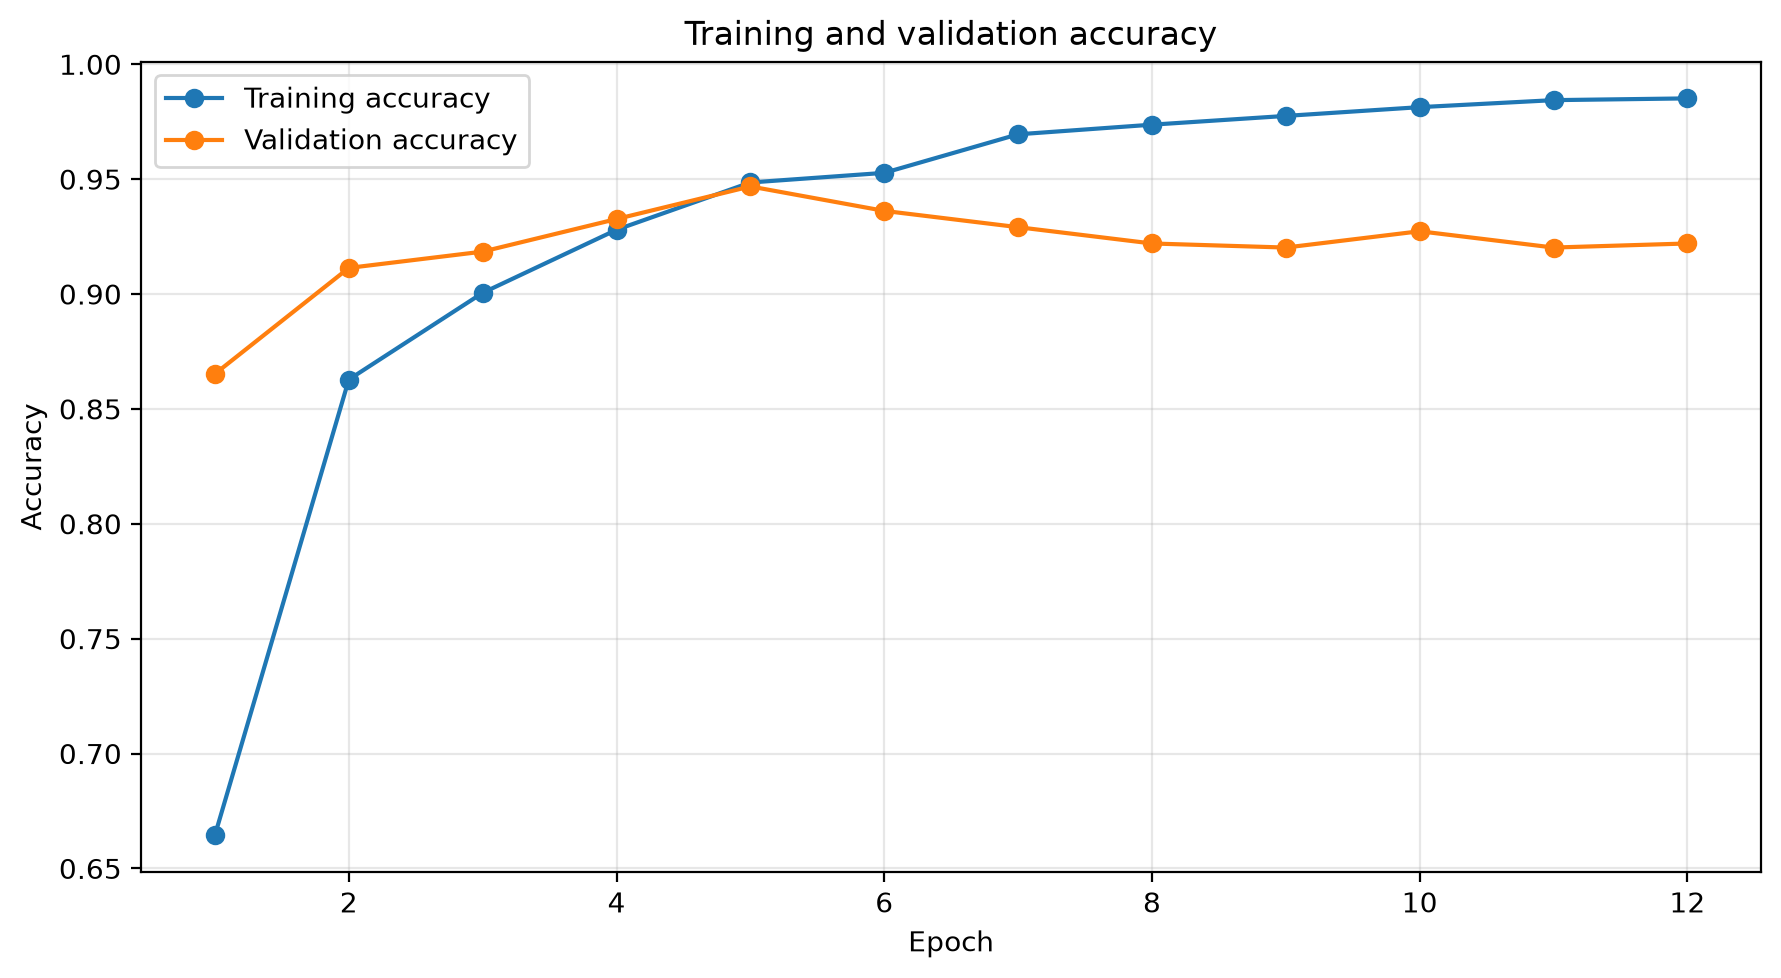 Training and validation accuracy
Training accuracy
Validation accuracy
1.00
0.95
0.90
0.85
0.80
0.75
0.70
0.65
Accuracy
2 4 6 8 10 12
Epoch